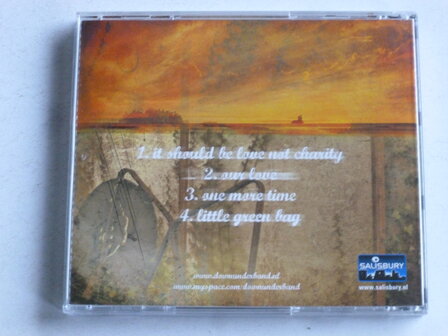 1. it should be love not charity
2. our love
3. one more time
4. little green bag
www.downunderband.nl
www.myspace.com/downunderband
SALISBURY
www.salisbury.nl